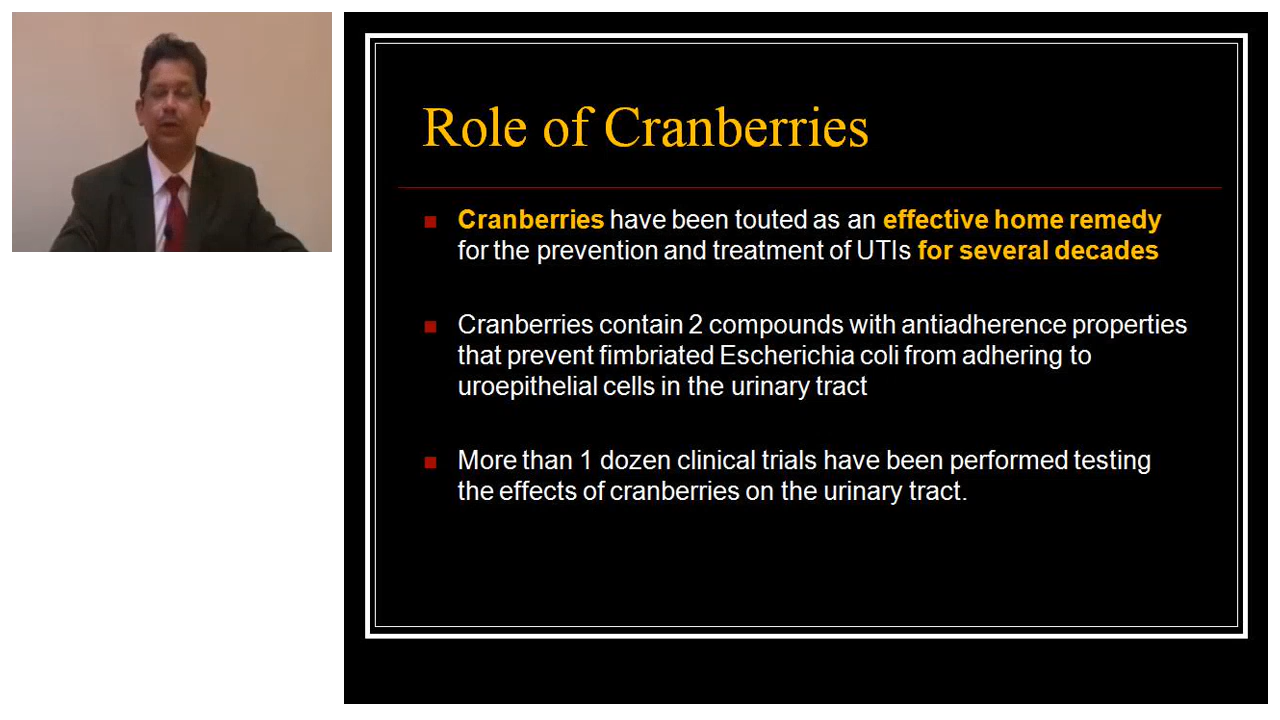 Role of Cranberries
Cranberries have been touted as an effective home remedy
for the prevention and treatment of UTIs for several decades
Cranberries contain 2 compounds with antiadherence properties
that prevent fimbriated Escherichia coli from adhering to
uroepithelial cells in the urinary tract
More than 1 dozen clinical trials have been performed testing
the effects of cranberries on the urinary tract.